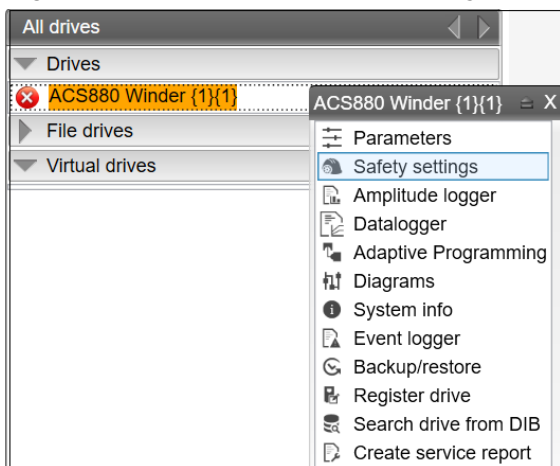 All drives
Drives
ACS880 Winder {1}{1}
File drives
Virtual drives
ACS880 Winder {1}{1} X
Parameters
Safety settings
Amplitude logger
Datalogger
Adaptive Programming
Diagrams
System info
Event logger
Backup/restore
Register drive
Search drive from DIB
Create service report